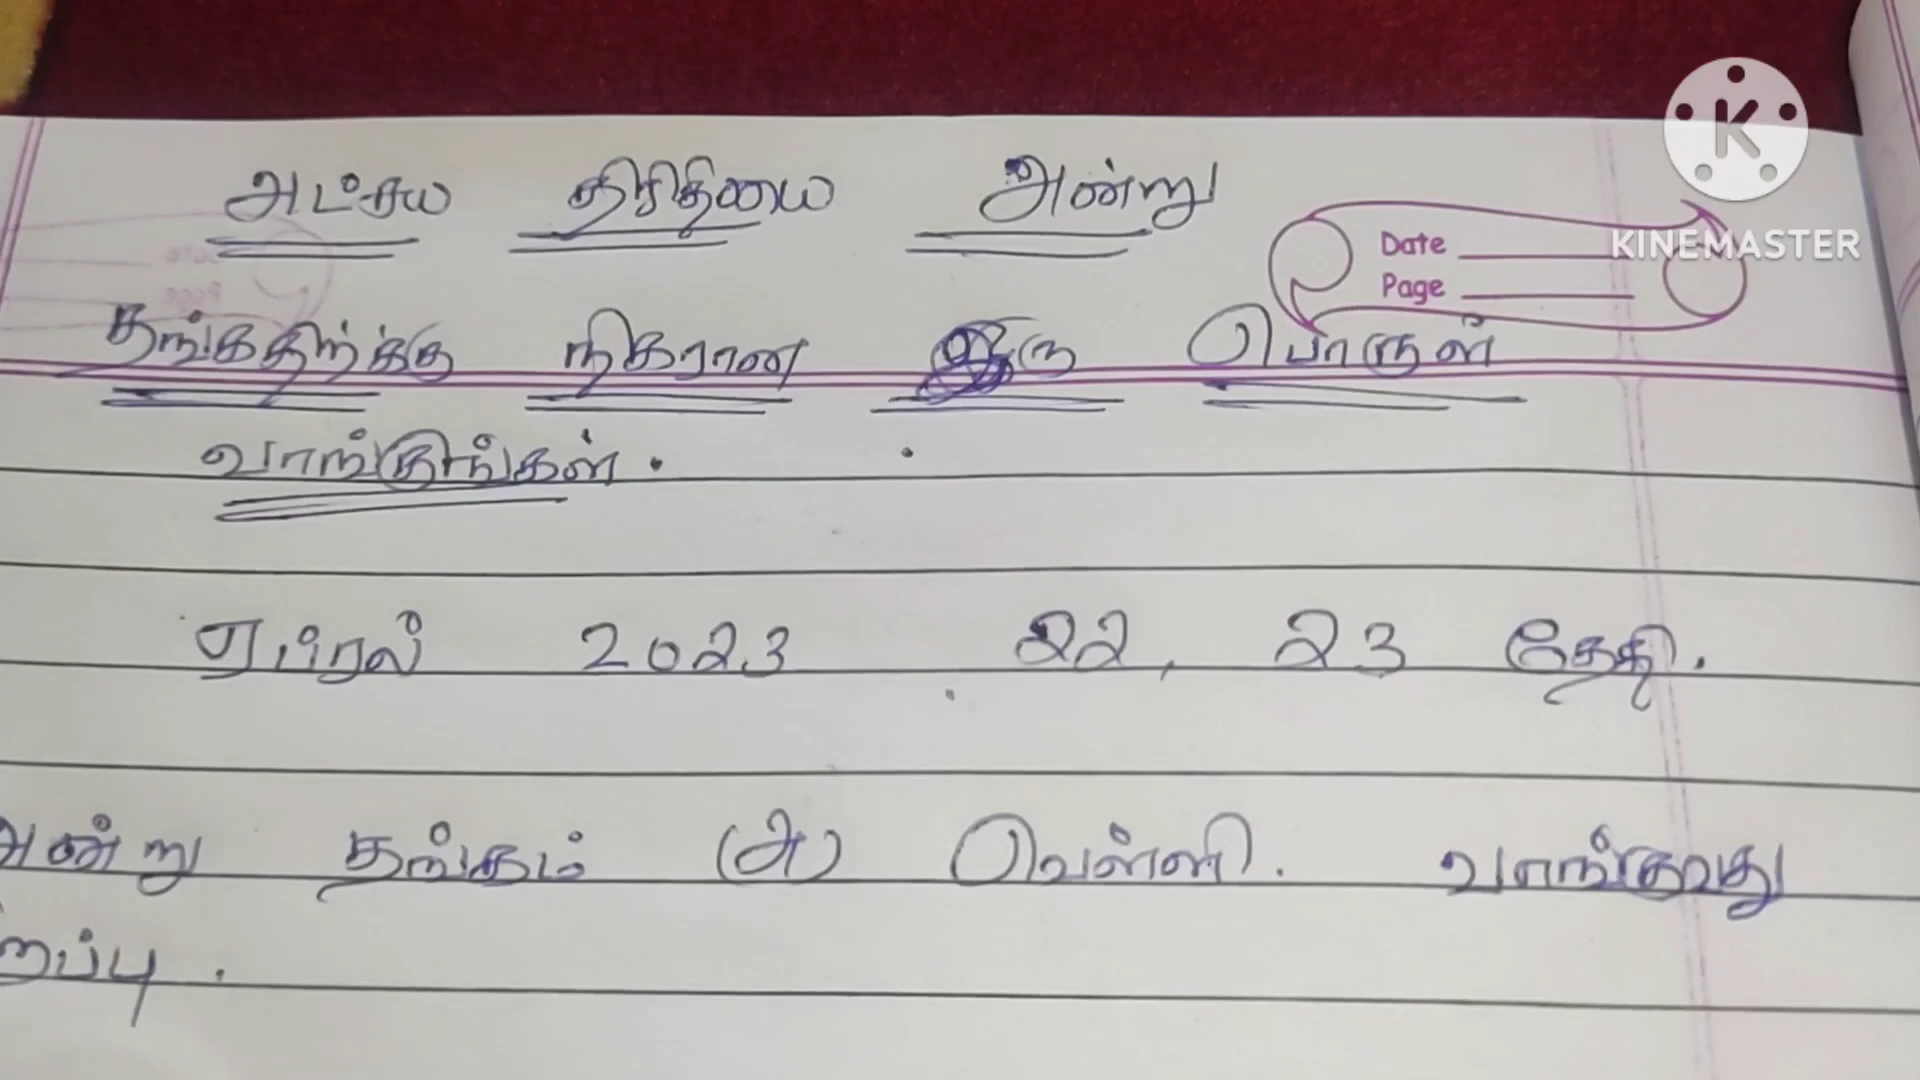 அட்சய திரிதியை அன்று
Date
KINEMASTER
Page
தங்கதிற்க்கு நிகரான பொருள்
வாங்குங்கள்.
ஏப்ரல் 2023 22, 23 தேதி.
அன்று தங்கம் (அ) வெள்ளி. வாங்குவது
றப்பு.